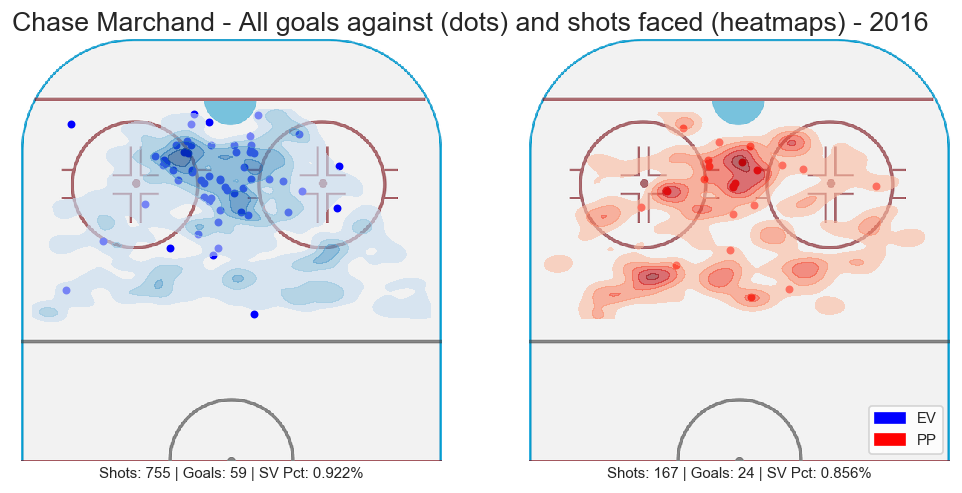 Chase Marchand - All goals against (dots) and shots faced (heatmaps) - 2016
EV
PP
Shots: 755 | Goals: 59 | SV Pct: 0.922%
Shots: 167 | Goals: 24 | SV Pct: 0.856%